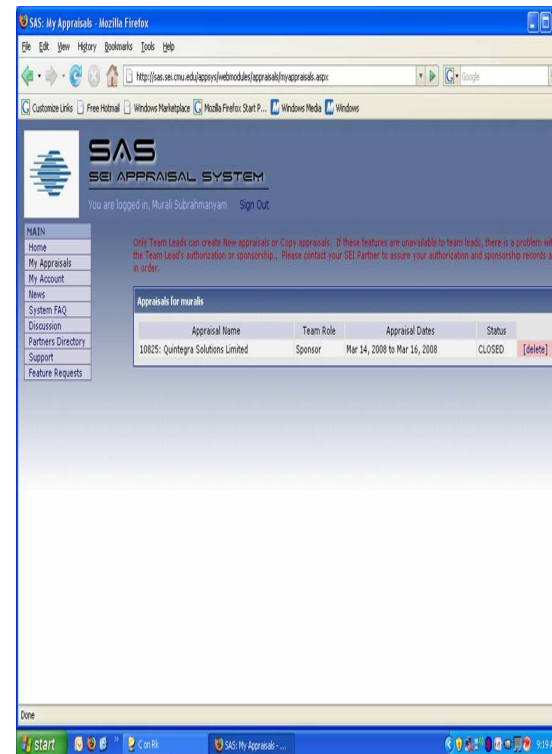 SAS: My Appraisals - Mozilla Firefox
File Edit View History Bookmarks Tools Help
http://sas.sei.cmu.edu/appsys/webmodules/appraisals/myappraisals.aspx
Google
Customize Links Free Hotmail Windows Marketplace Mozilla Firefox Start P... Windows Media Windows
SAS
SEI APPRAISAL SYSTEM
You are logged in, Murali Subrahmanyam Sign Out
MAIN
Home
My Appraisals
My Account
News
System FAQ
Discussion
Partners Directory
Support
Feature Requests
Only Team Leads can create New appraisals or Copy appraisals. If these features are unavailable to team leads, there is a problem wi
the Team Lead's authorization or sponsorship., Please contact your SEI Partner to assure your authorization and sponsorship records a
in order.
Appraisals for muralis
Appraisal Name Team Role Appraisal Dates Status
10825: Quintegra Solutions Limited Sponsor Mar 14, 2008 to Mar 16, 2008 CLOSED [delete]
Done
start C on Rk SAS: My Appraisals - ... 9:19 A